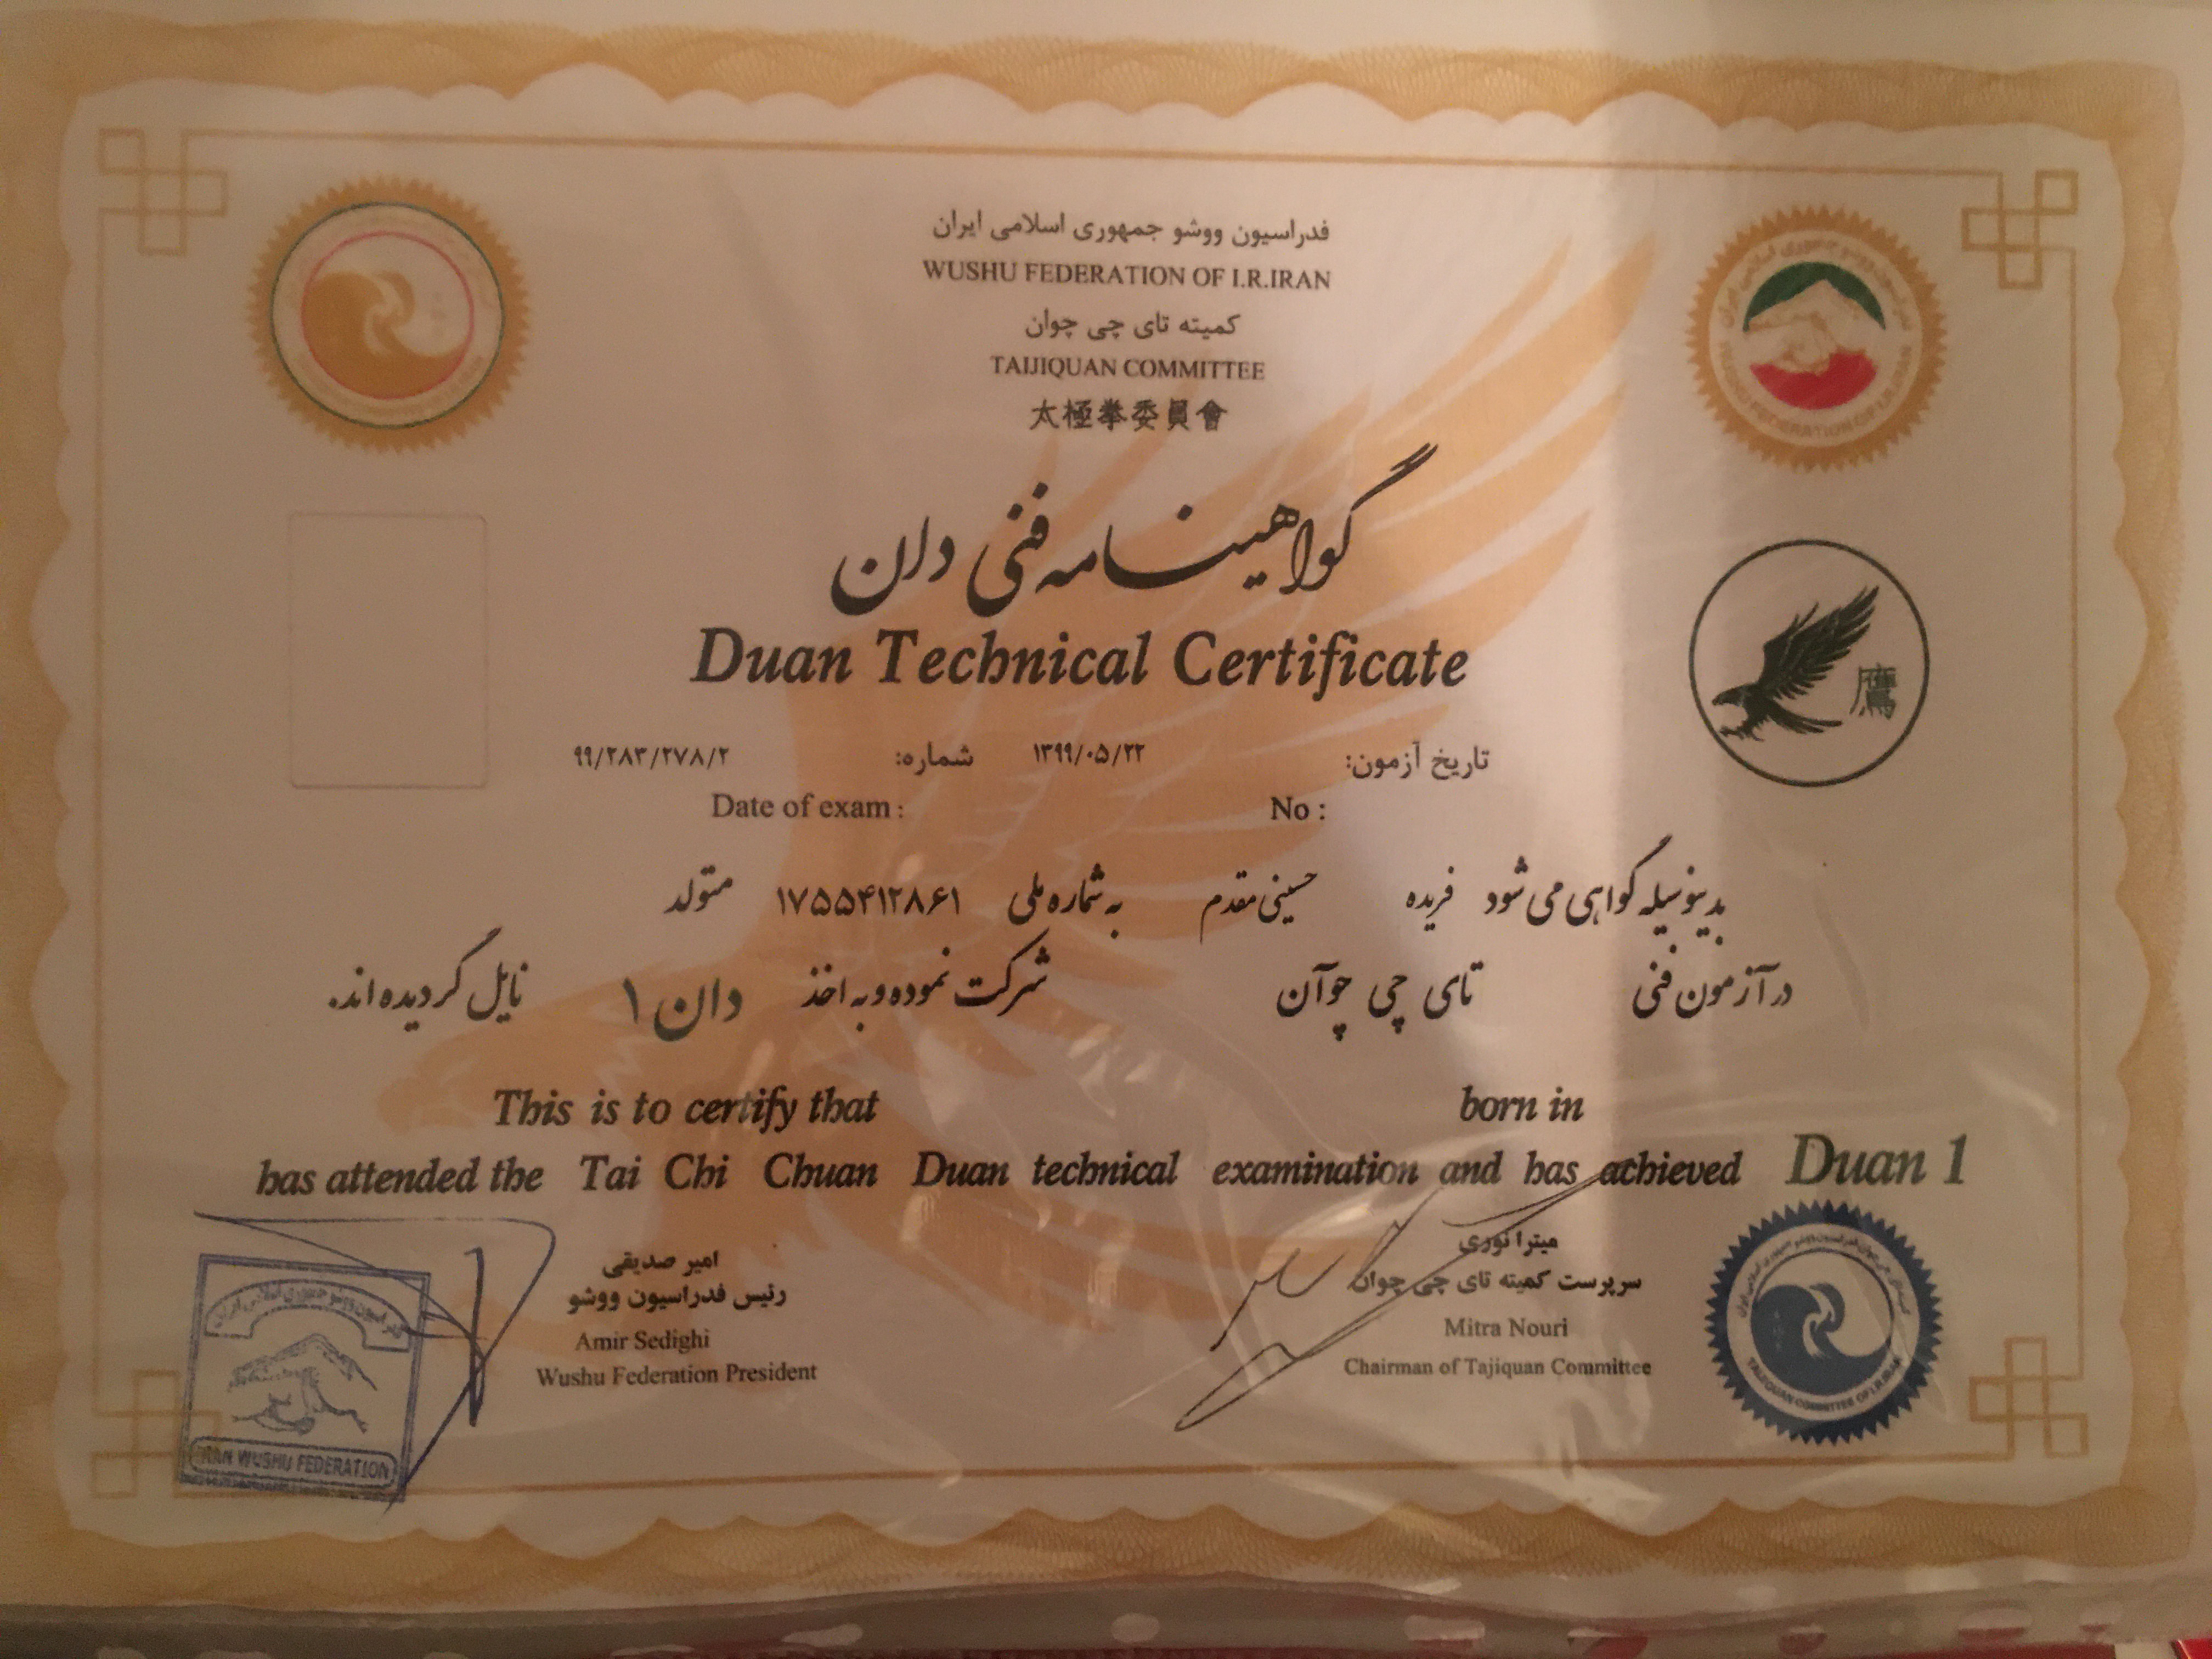 فدراسیون ووشو جمهوری اسلامی ایران
WUSHU FEDERATION OF I.R.IRAN
کمیته تای چی چوان
TAIJIQUAN COMMITTEE
太極拳委員會
گواهینامه فنی دان
Duan Technical Certificate
鷹
تاریخ آزمون: ۱۳۹۹/۰۵/۲۲ شماره: ۹۹/۲۸۳/۲۷۸/۲
Date of exam : No :
بدینوسیله گواهی می شود فریده حسینی مقدم به شماره ملی ۱۷۵۵۴۱۲۸۶۱ متولد
در آزمون فنی تای چی چوآن شرکت نموده و به اخذ دان ۱ نایل گردیده اند.
This is to certify that born in
has attended the Tai Chi Chuan Duan technical examination and has achieved Duan 1
میترا نوری
سرپرست کمیته تای چی چوان
Mitra Nouri
Chairman of Tajiquan Committee
امیر صدیقی
رئیس فدراسیون ووشو
Amir Sedighi
Wushu Federation President
IRAN WUSHU FEDERATION
TAIJIQUAN COMMITTEE OF I.R.IRAN